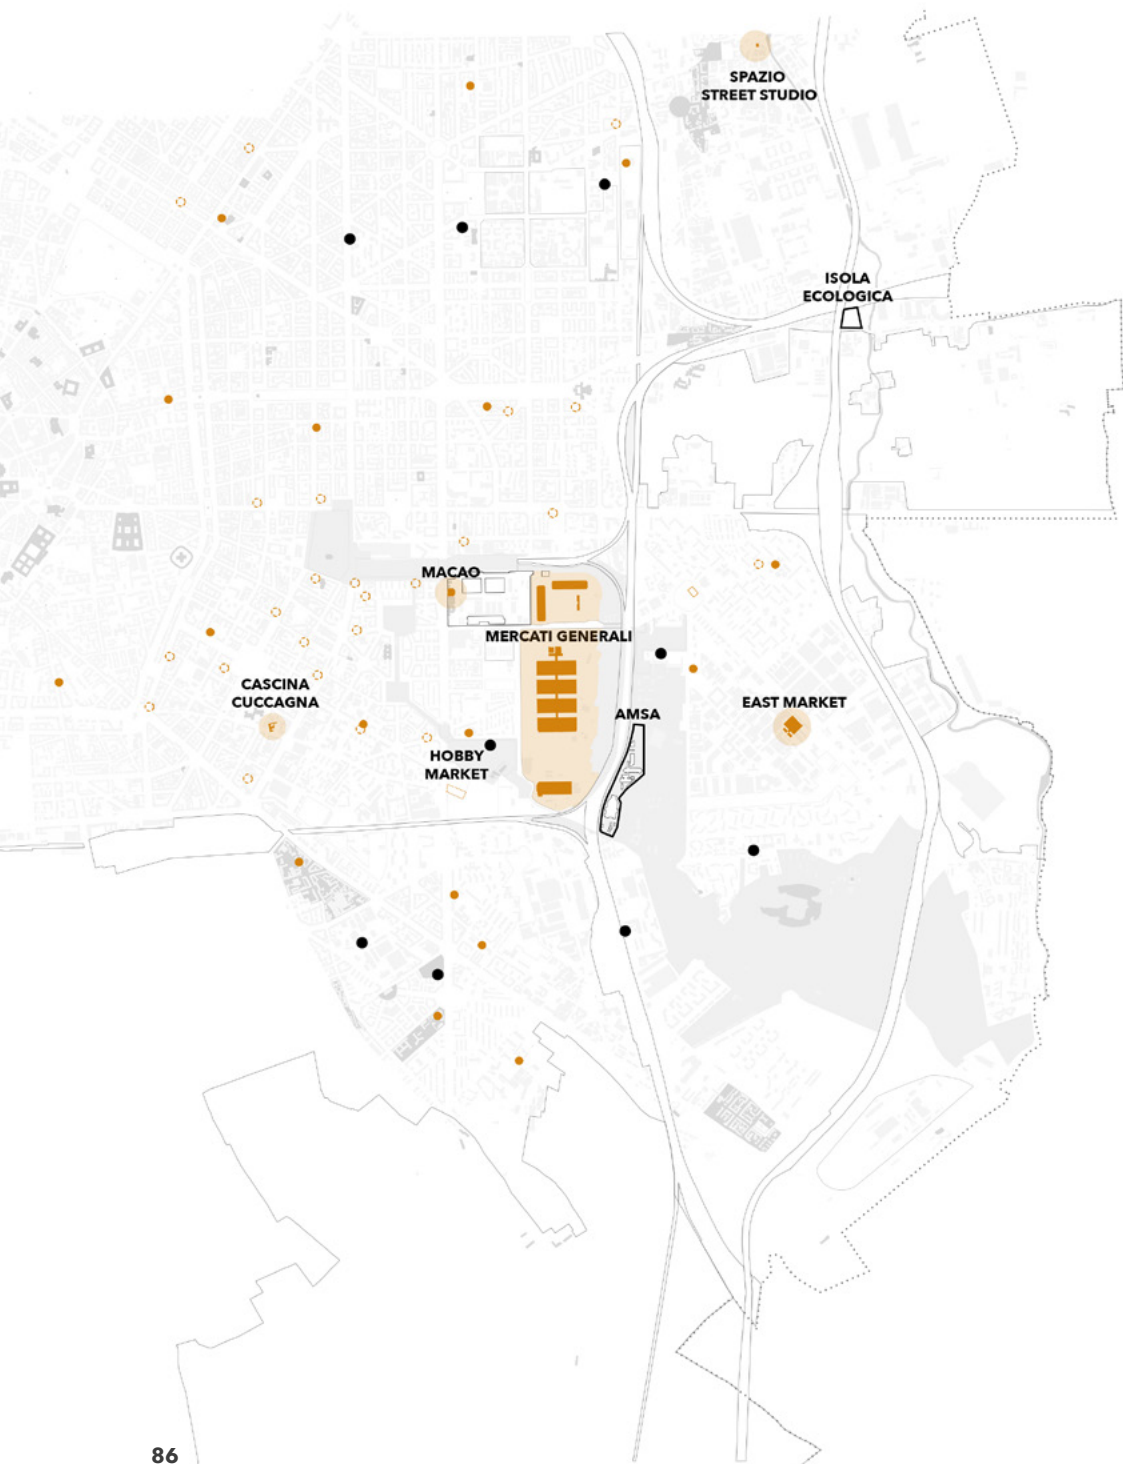 SPAZIO
STREET STUDIO
ISOLA
ECOLOGICA
MACAO
MERCATI GENERALI
CASCINA
CUCCAGNA
EAST MARKET
AMSA
HOBBY
MARKET
86